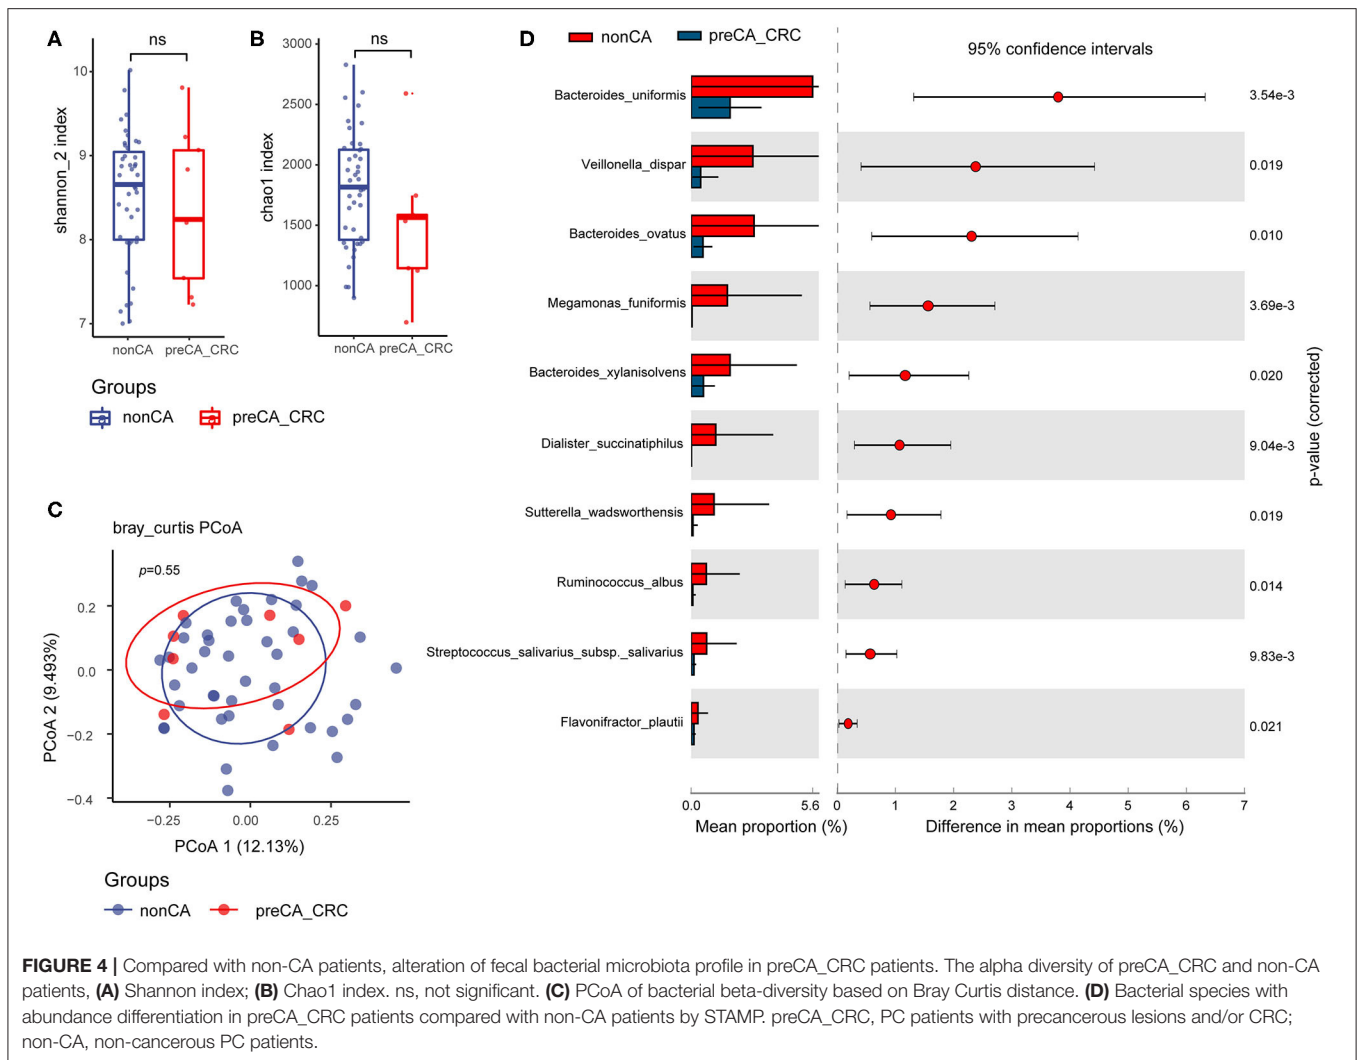 A
ns
shannon_2 index
10
9
8
7
nonCA preCA_CRC
B
ns
chao1 index
3000
2500
2000
1500
1000
nonCA preCA_CRC
Groups
nonCA preCA_CRC
C
bray_curtis PCoA
p=0.55
PCoA 2 (9.493%)
0.2
0.0
−0.2
−0.4
−0.25 0.00 0.25
PCoA 1 (12.13%)
Groups
nonCA preCA_CRC
D
nonCA preCA_CRC
95% confidence intervals
Bacteroides_uniformis 3.54e-3
Veillonella_dispar 0.019
Bacteroides_ovatus 0.010
Megamonas_funiformis 3.69e-3
Bacteroides_xylanisolvens 0.020
Dialister_succinatiphilus 9.04e-3
Sutterella_wadsworthensis 0.019
Ruminococcus_albus 0.014
Streptococcus_salivarius_subsp._salivarius 9.83e-3
Flavonifractor_plautii 0.021
p-value (corrected)
0.0 5.6 0 1 2 3 4 5 6 7
Mean proportion (%) Difference in mean proportions (%)
FIGURE 4 | Compared with non-CA patients, alteration of fecal bacterial microbiota profile in preCA_CRC patients. The alpha diversity of preCA_CRC and non-CA
patients, (A) Shannon index; (B) Chao1 index. ns, not significant. (C) PCoA of bacterial beta-diversity based on Bray Curtis distance. (D) Bacterial species with
abundance differentiation in preCA_CRC patients compared with non-CA patients by STAMP. preCA_CRC, PC patients with precancerous lesions and/or CRC;
non-CA, non-cancerous PC patients.